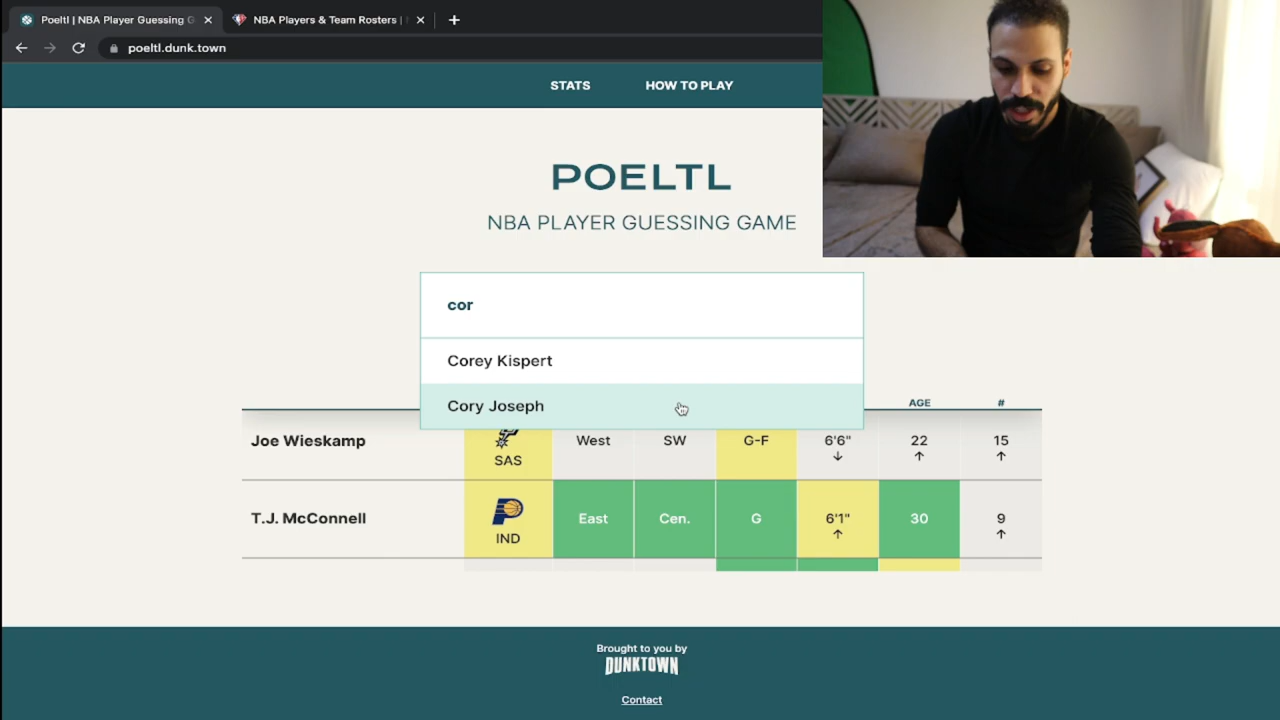 Poeltl | NBA Player Guessing G
NBA Players & Team Rosters |
poeltl.dunk.town
STATS
HOW TO PLAY
POELTL
NBA PLAYER GUESSING GAME
cor
Corey Kispert
Cory Joseph
AGE
#
Joe Wieskamp
SAS
West
SW
G-F
6'6"
↓
22
↑
15
↑
T.J. McConnell
IND
East
Cen.
G
6'1"
↑
30
9
↑
Brought to you by
DUNKTOWN
Contact